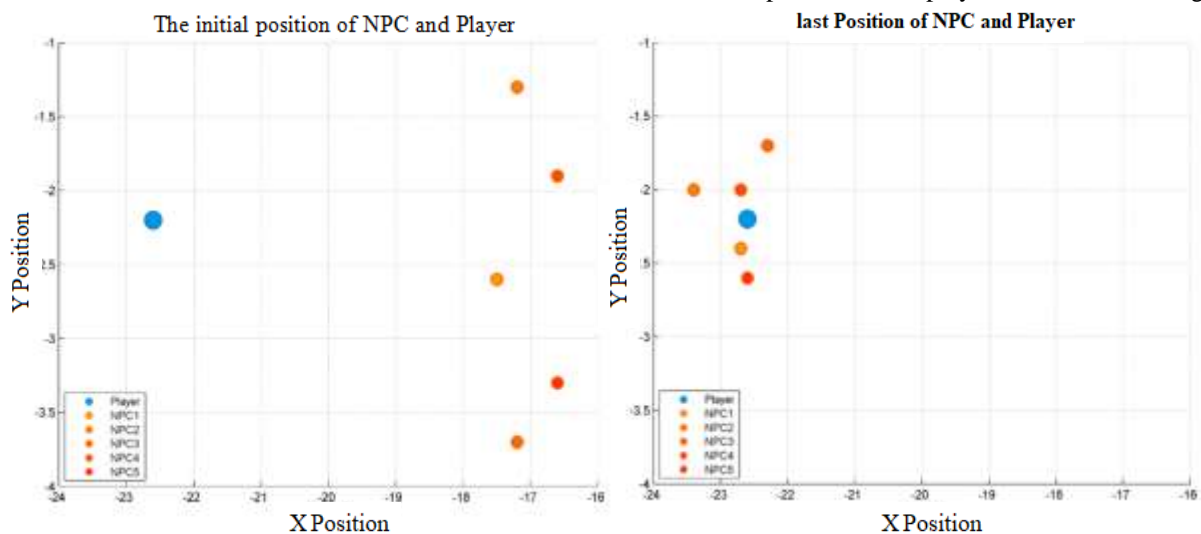 The initial position of NPC and Player
-1
-1.5
-2
2.5
-3
-3.5
-4
-24
-23
-22
-21
-20
-19
-18
-17
-16
Y Position
X Position
Player
NPC1
NPC2
NPC3
NPC4
NPC5
last Position of NPC and Player
-1
-1.5
-2
-3
-3.5
-4
-24
-23
-22
-21
-20
-19
-18
-17
-16
Y Position
X Position
Player
NPC1
NPC2
NPC3
NPC4
NPC5